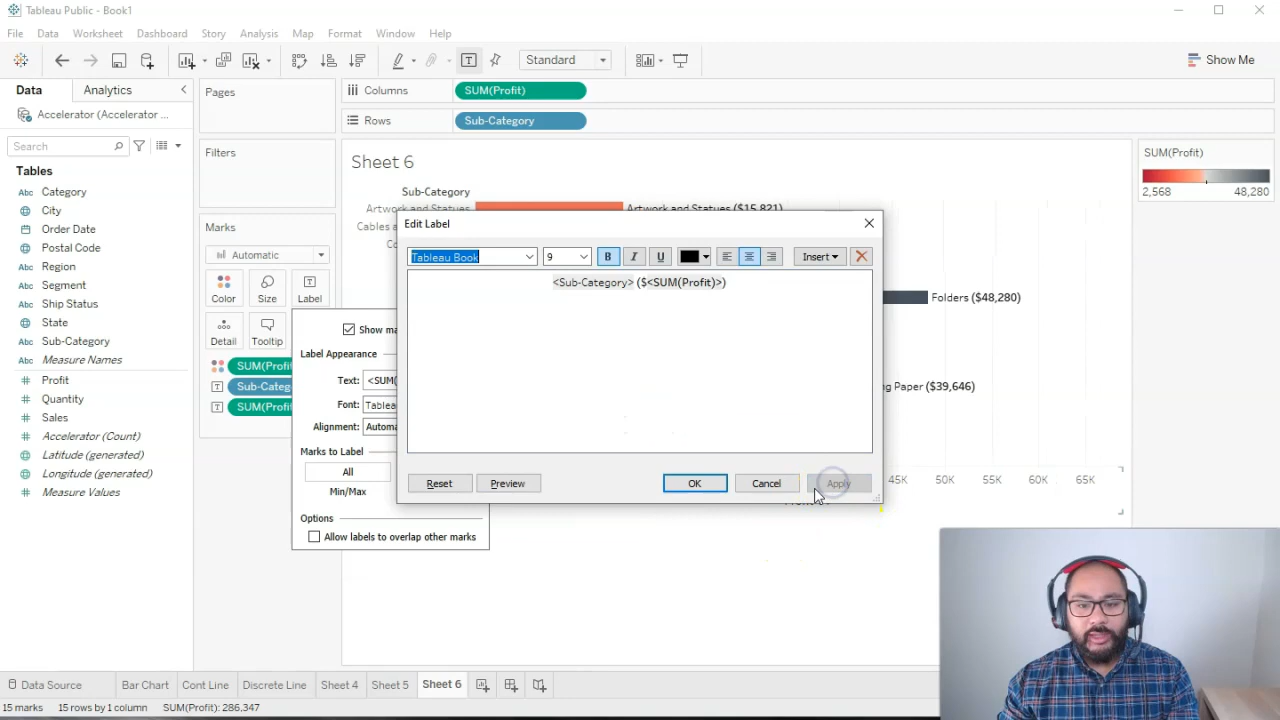 Tableau Public - Book1
File Data Worksheet Dashboard Story Analysis Map Format Window Help
Standard
Show Me
Data Analytics
Pages
Columns SUM(Profit)
Accelerator (Accelerator ...
Rows Sub-Category
Search
Filters
Sheet 6
SUM(Profit)
2,568 48,280
Tables
Abc Category
City
Order Date
Postal Code
Region
Abc Segment
Abc Ship Status
State
Abc Sub-Category
Abc Measure Names
Profit
Quantity
Sales
Accelerator (Count)
Latitude (generated)
Longitude (generated)
Measure Values
Marks
Automatic
Color Size Label
Detail Tooltip
SUM(Profi
Sub-Categ
SUM(Profi
Sub-Category
Artwork and Statues Artwork and Statues ($15,821)
Cables a
Co
Folders ($48,280)
g Paper ($39,646)
45K 50K 55K 60K 65K
Show ma
Label Appearance
Text: <SUM(
Font: Tablea
Alignment: Automa
Marks to Label
All
Min/Max
Options
Allow labels to overlap other marks
Edit Label
Tableau Book 9 B I U Insert
<Sub-Category> ($<SUM(Profit)>)
Reset Preview OK Cancel Apply
Data Source Bar Chart Cont Line Discrete Line Sheet 4 Sheet 5 Sheet 6
15 marks 15 rows by 1 column SUM(Profit): 286,347